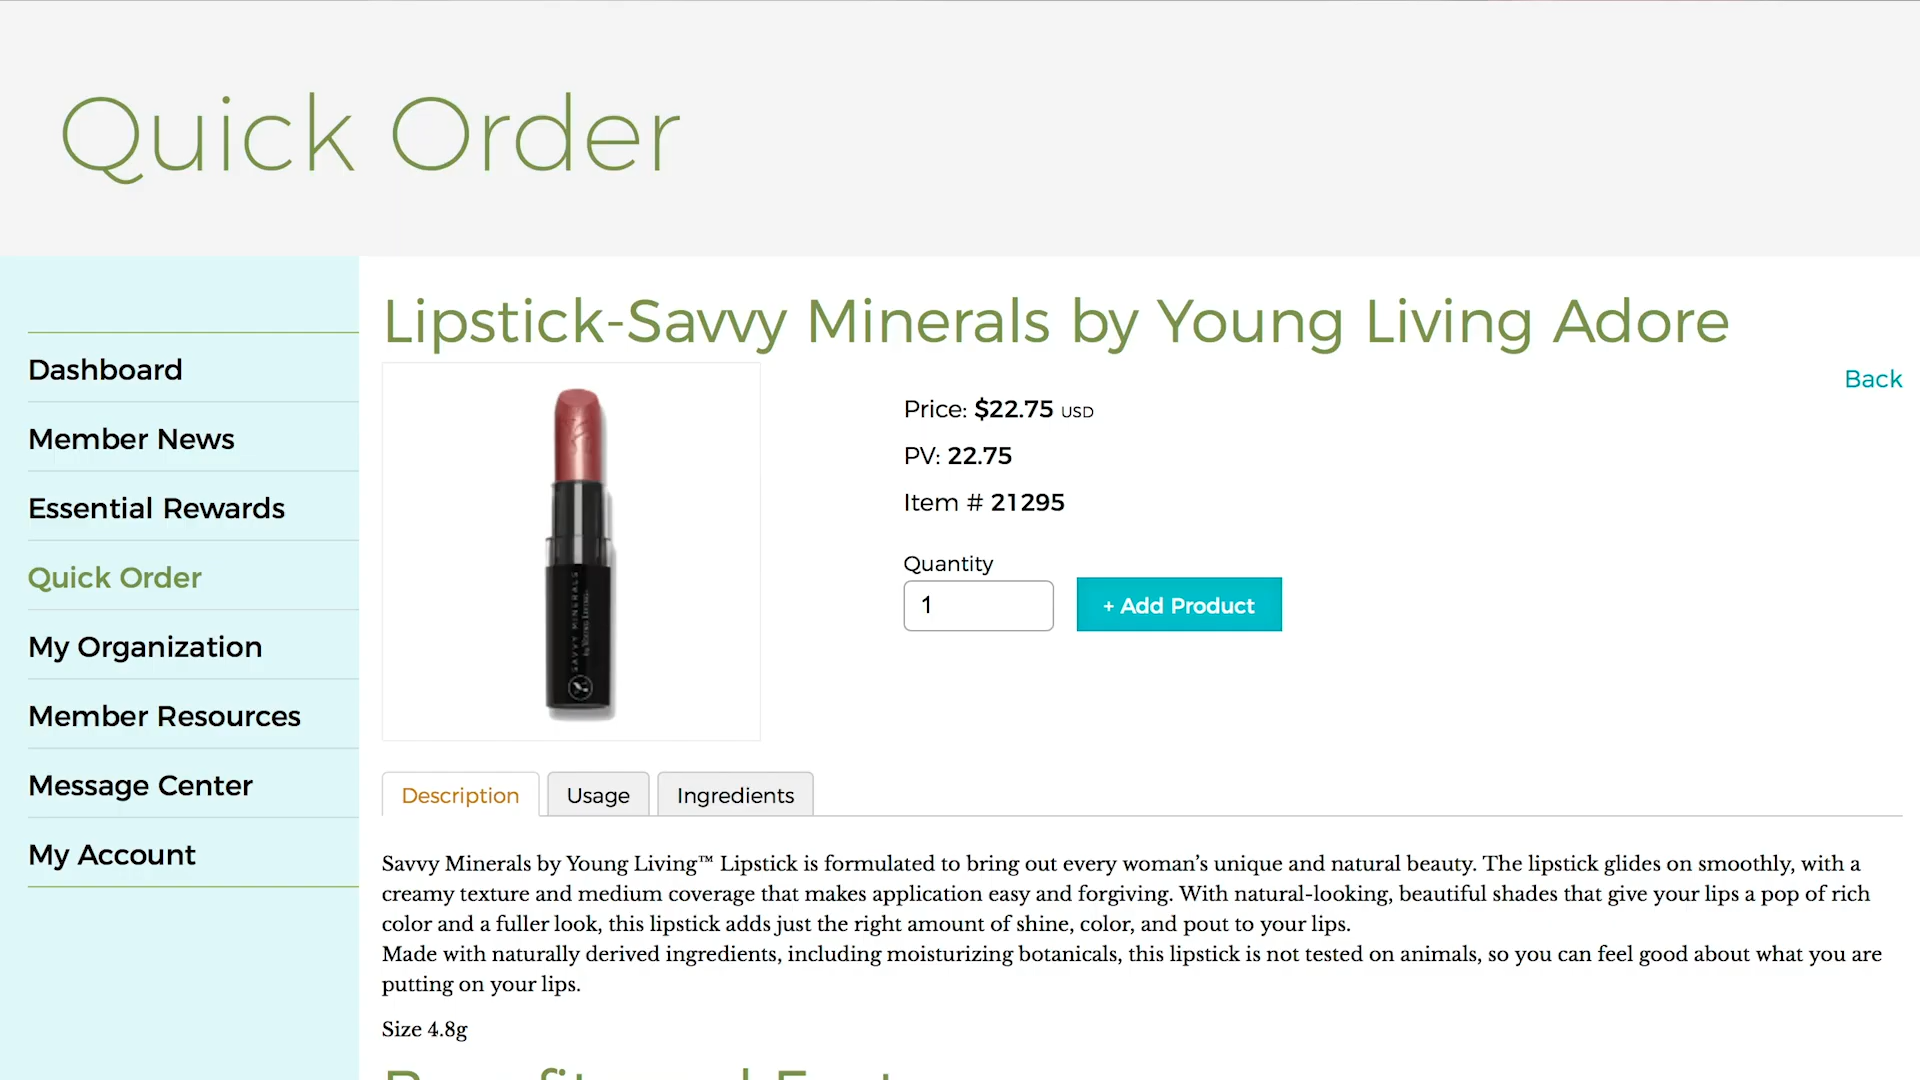 Quick Order
Dashboard
Member News
Essential Rewards
Quick Order
My Organization
Member Resources
Message Center
My Account
Lipstick-Savvy Minerals by Young Living Adore
Back
SAVVY MINERALS
by Young Living
Price: $22.75 USD
PV: 22.75
Item # 21295
Quantity
1
+ Add Product
Description
Usage
Ingredients
Savvy Minerals by Young Living™ Lipstick is formulated to bring out every woman’s unique and natural beauty. The lipstick glides on smoothly, with a
creamy texture and medium coverage that makes application easy and forgiving. With natural-looking, beautiful shades that give your lips a pop of rich
color and a fuller look, this lipstick adds just the right amount of shine, color, and pout to your lips.
Made with naturally derived ingredients, including moisturizing botanicals, this lipstick is not tested on animals, so you can feel good about what you are
putting on your lips.
Size 4.8g